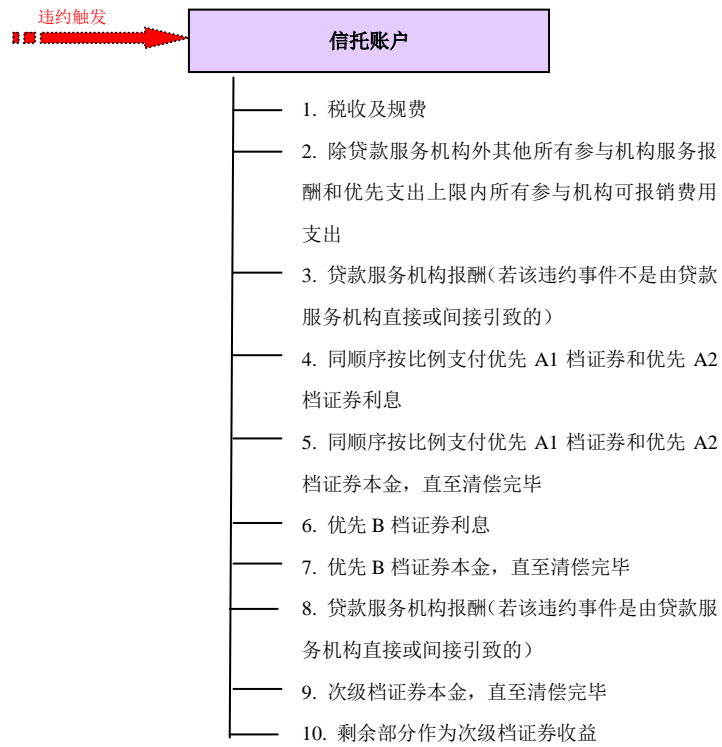 违约触发
信托账户
1. 税收及规费
2. 除贷款服务机构外其他所有参与机构服务报
酬和优先支出上限内所有参与机构可报销费用
支出
3. 贷款服务机构报酬(若该违约事件不是由贷款
服务机构直接或间接引致的)
4. 同顺序按比例支付优先 A1 档证券和优先 A2
档证券利息
5. 同顺序按比例支付优先 A1 档证券和优先 A2
档证券本金，直至清偿完毕
6. 优先 B 档证券利息
7. 优先 B 档证券本金，直至清偿完毕
8. 贷款服务机构报酬(若该违约事件是由贷款服
务机构直接或间接引致的)
9. 次级档证券本金，直至清偿完毕
10. 剩余部分作为次级档证券收益